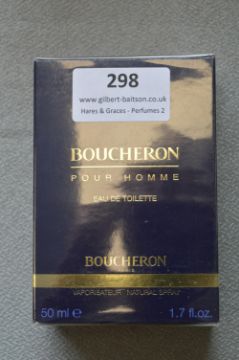 298
www.gilbert-baitson.co.uk
Hares & Graces - Perfumes 2
BOUCHERON
POUR HOMME
EAU DE TOILETTE
BOUCHERON
PARIS
VAPORISATEUR NATURAL SPRAY
50 ml e 1.7 fl.oz.